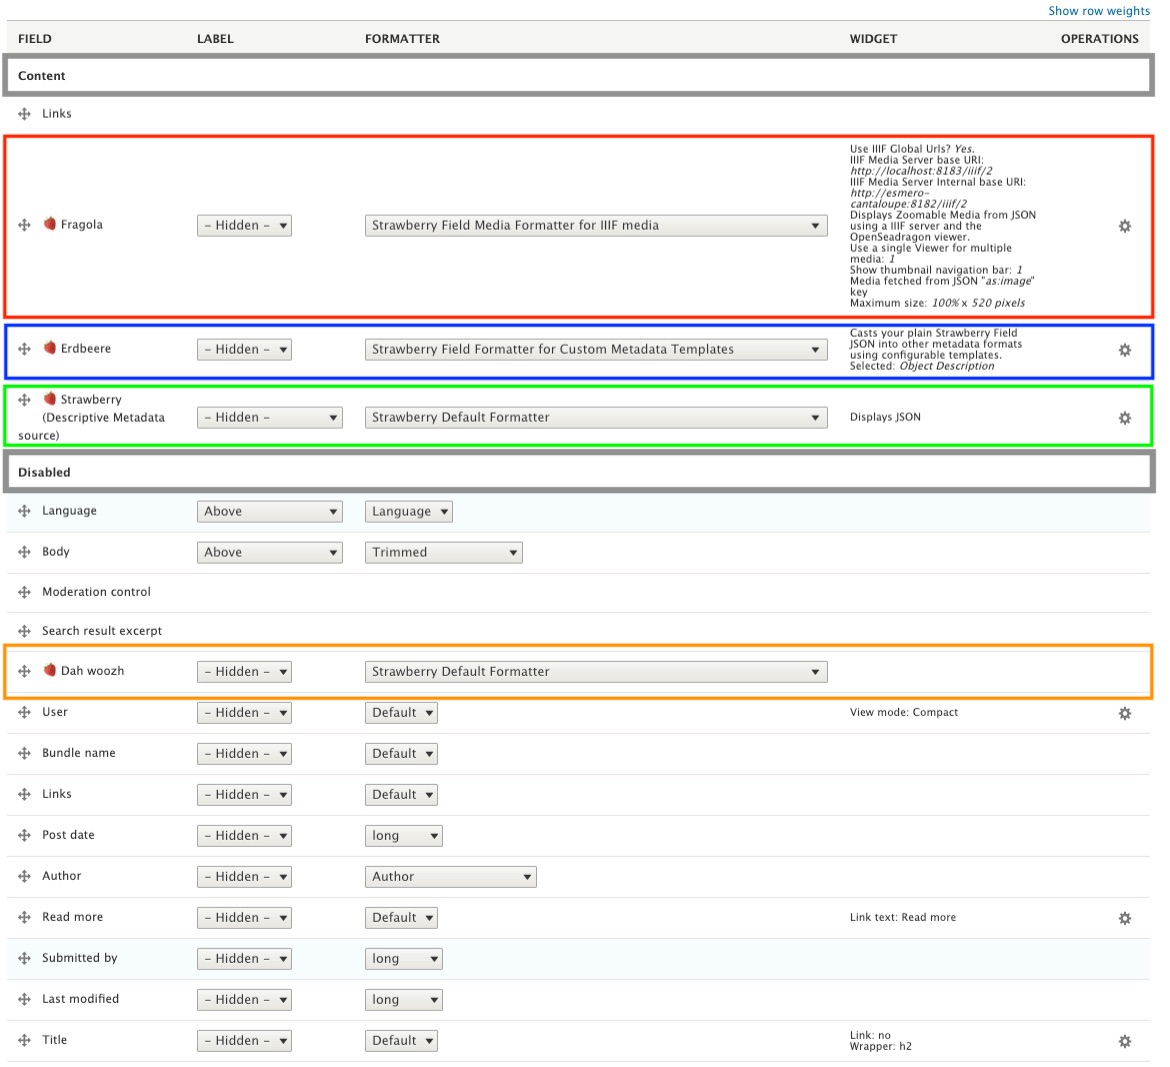 Show row weights
FIELD LABEL FORMATTER WIDGET OPERATIONS
Content
Links
Fragola - Hidden - Strawberry Field Media Formatter for IIIF media
Use IIIF Global Urls? Yes.
IIIF Media Server base URI:
http://localhost:8183/iiif/2
IIIF Media Server Internal base URI:
http://esmero-
cantaloupe:8182/iiif/2
Displays Zoomable Media from JSON
using a IIIF server and the
OpenSeadragon viewer.
Use a single Viewer for multiple
media: 1
Show thumbnail navigation bar: 1
Media fetched from JSON "as:image"
key
Maximum size: 100% x 520 pixels
Erdbeere - Hidden - Strawberry Field Formatter for Custom Metadata Templates
Casts your plain Strawberry Field
JSON into other metadata formats
using configurable templates.
Selected: Object Description
Strawberry
(Descriptive Metadata
source)
- Hidden - Strawberry Default Formatter Displays JSON
Disabled
Language Above Language
Body Above Trimmed
Moderation control
Search result excerpt
Dah woozh - Hidden - Strawberry Default Formatter
User - Hidden - Default View mode: Compact
Bundle name - Hidden - Default
Links - Hidden - Default
Post date - Hidden - long
Author - Hidden - Author
Read more - Hidden - Default Link text: Read more
Submitted by - Hidden - long
Last modified - Hidden - long
Title - Hidden - Default
Link: no
Wrapper: h2